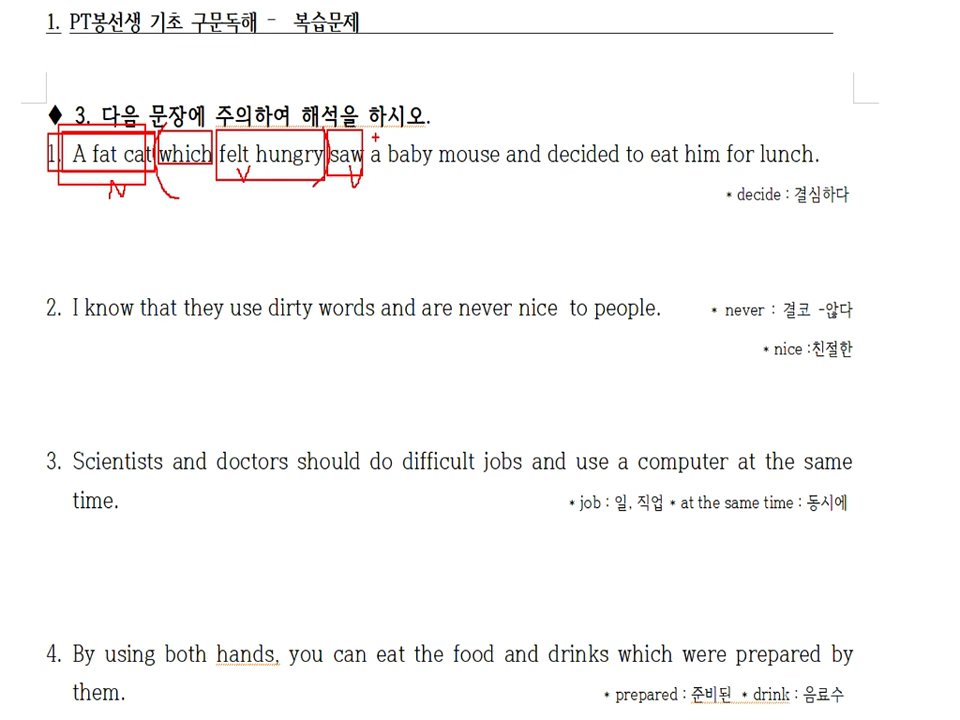 1. PT봉선생 기초 구문독해 - 복습문제
◆ 3. 다음 문장에 주의하여 해석을 하시오.
1. A fat cat which felt hungry saw a baby mouse and decided to eat him for lunch.
N ( V V
* decide : 결심하다
2. I know that they use dirty words and are never nice to people. * never : 결코 -않다
* nice :친절한
3. Scientists and doctors should do difficult jobs and use a computer at the same
time. * job : 일, 직업 * at the same time : 동시에
4. By using both hands, you can eat the food and drinks which were prepared by
them. * prepared : 준비된 * drink : 음료수